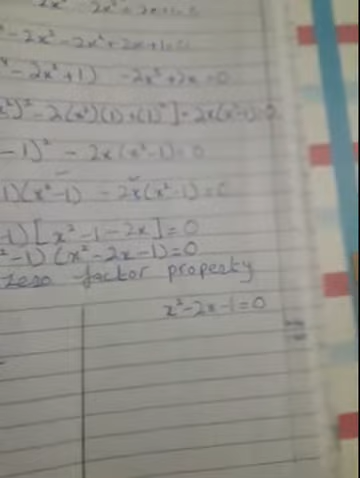 - 2x³ - 2x² + 2x + 1 =
- 2x² + 1) - 2x³ + 2x = 0
x²)² - 2(x²)(1) + (1)²] - 2x(x²-1) = 0
-1)² - 2x(x²-1) = 0
1)(x²-1) - 2x(x²-1) = 0
-1)[x²-1-2x] = 0
²-1)(x²-2x-1) = 0
zero factor property
x²-2x-1=0